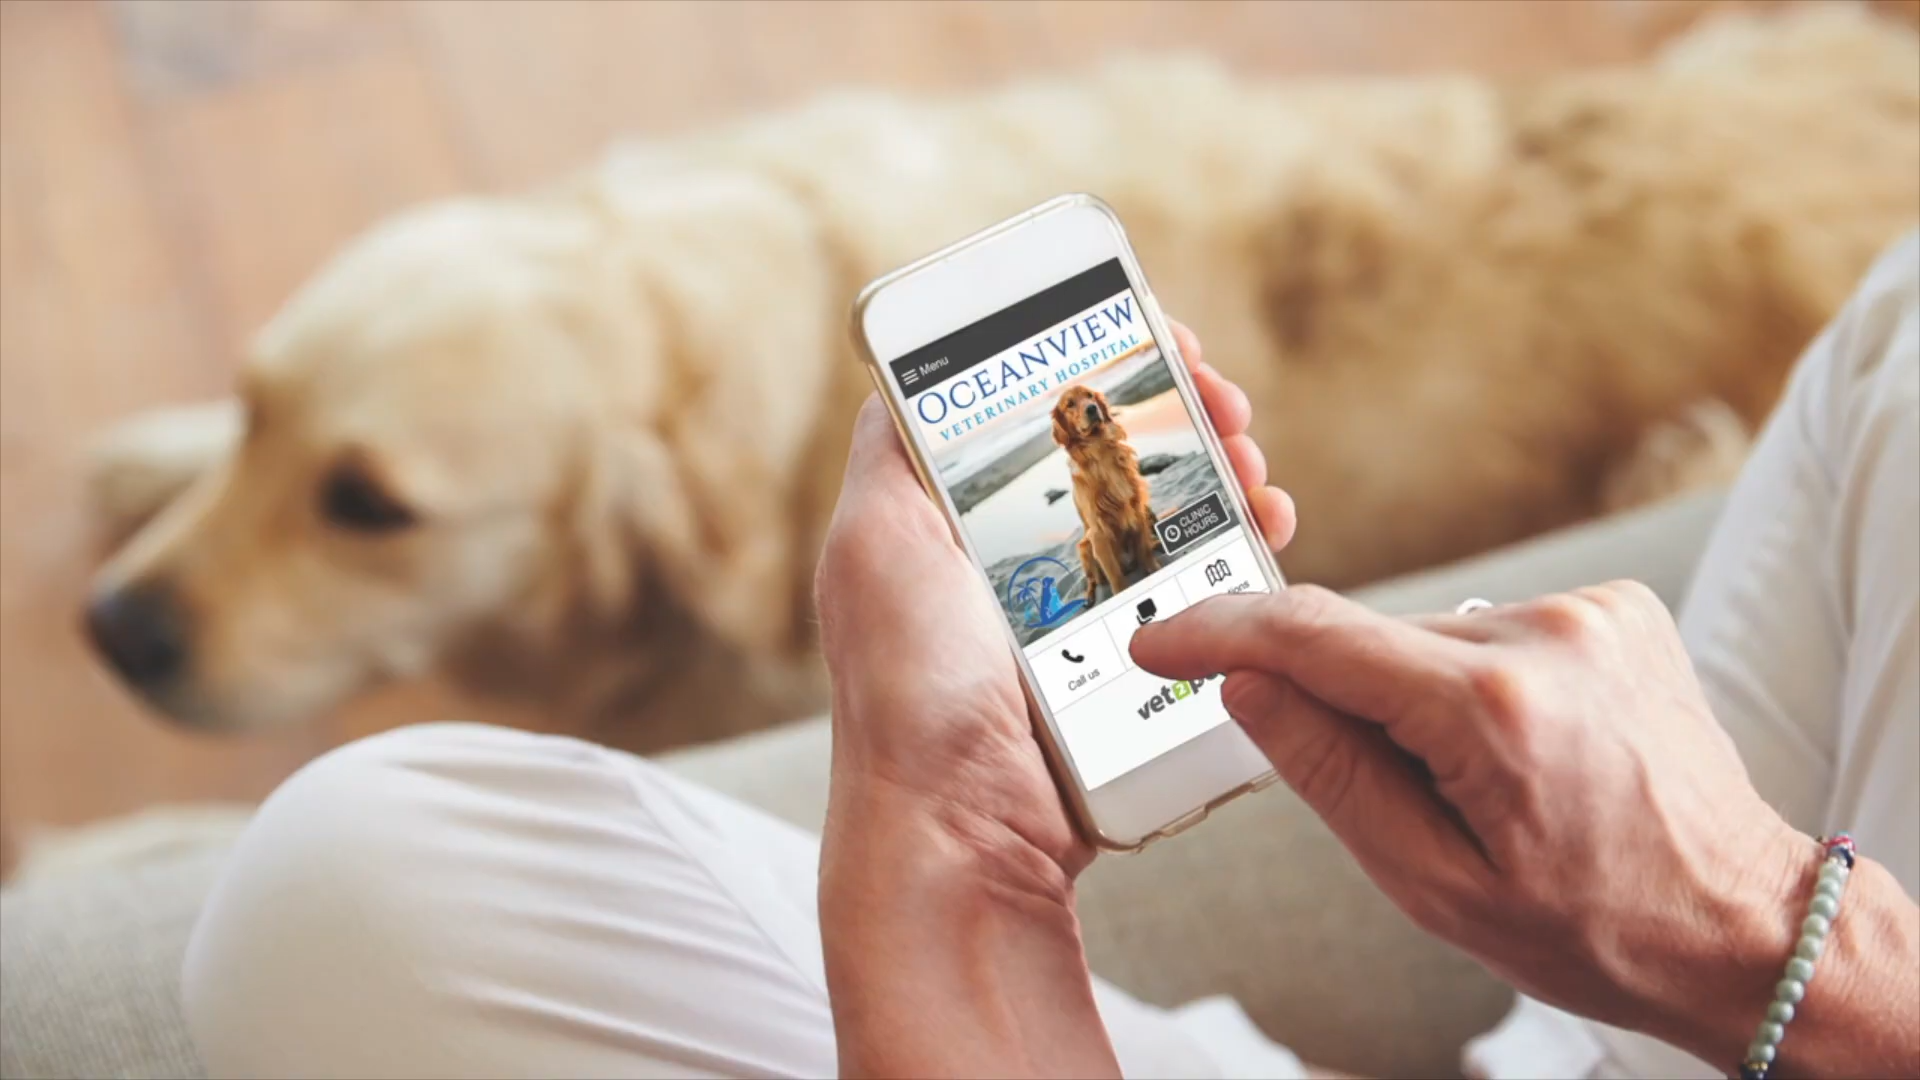 Menu
OCEANVIEW
VETERINARY HOSPITAL
CLINIC
HOURS
Call us